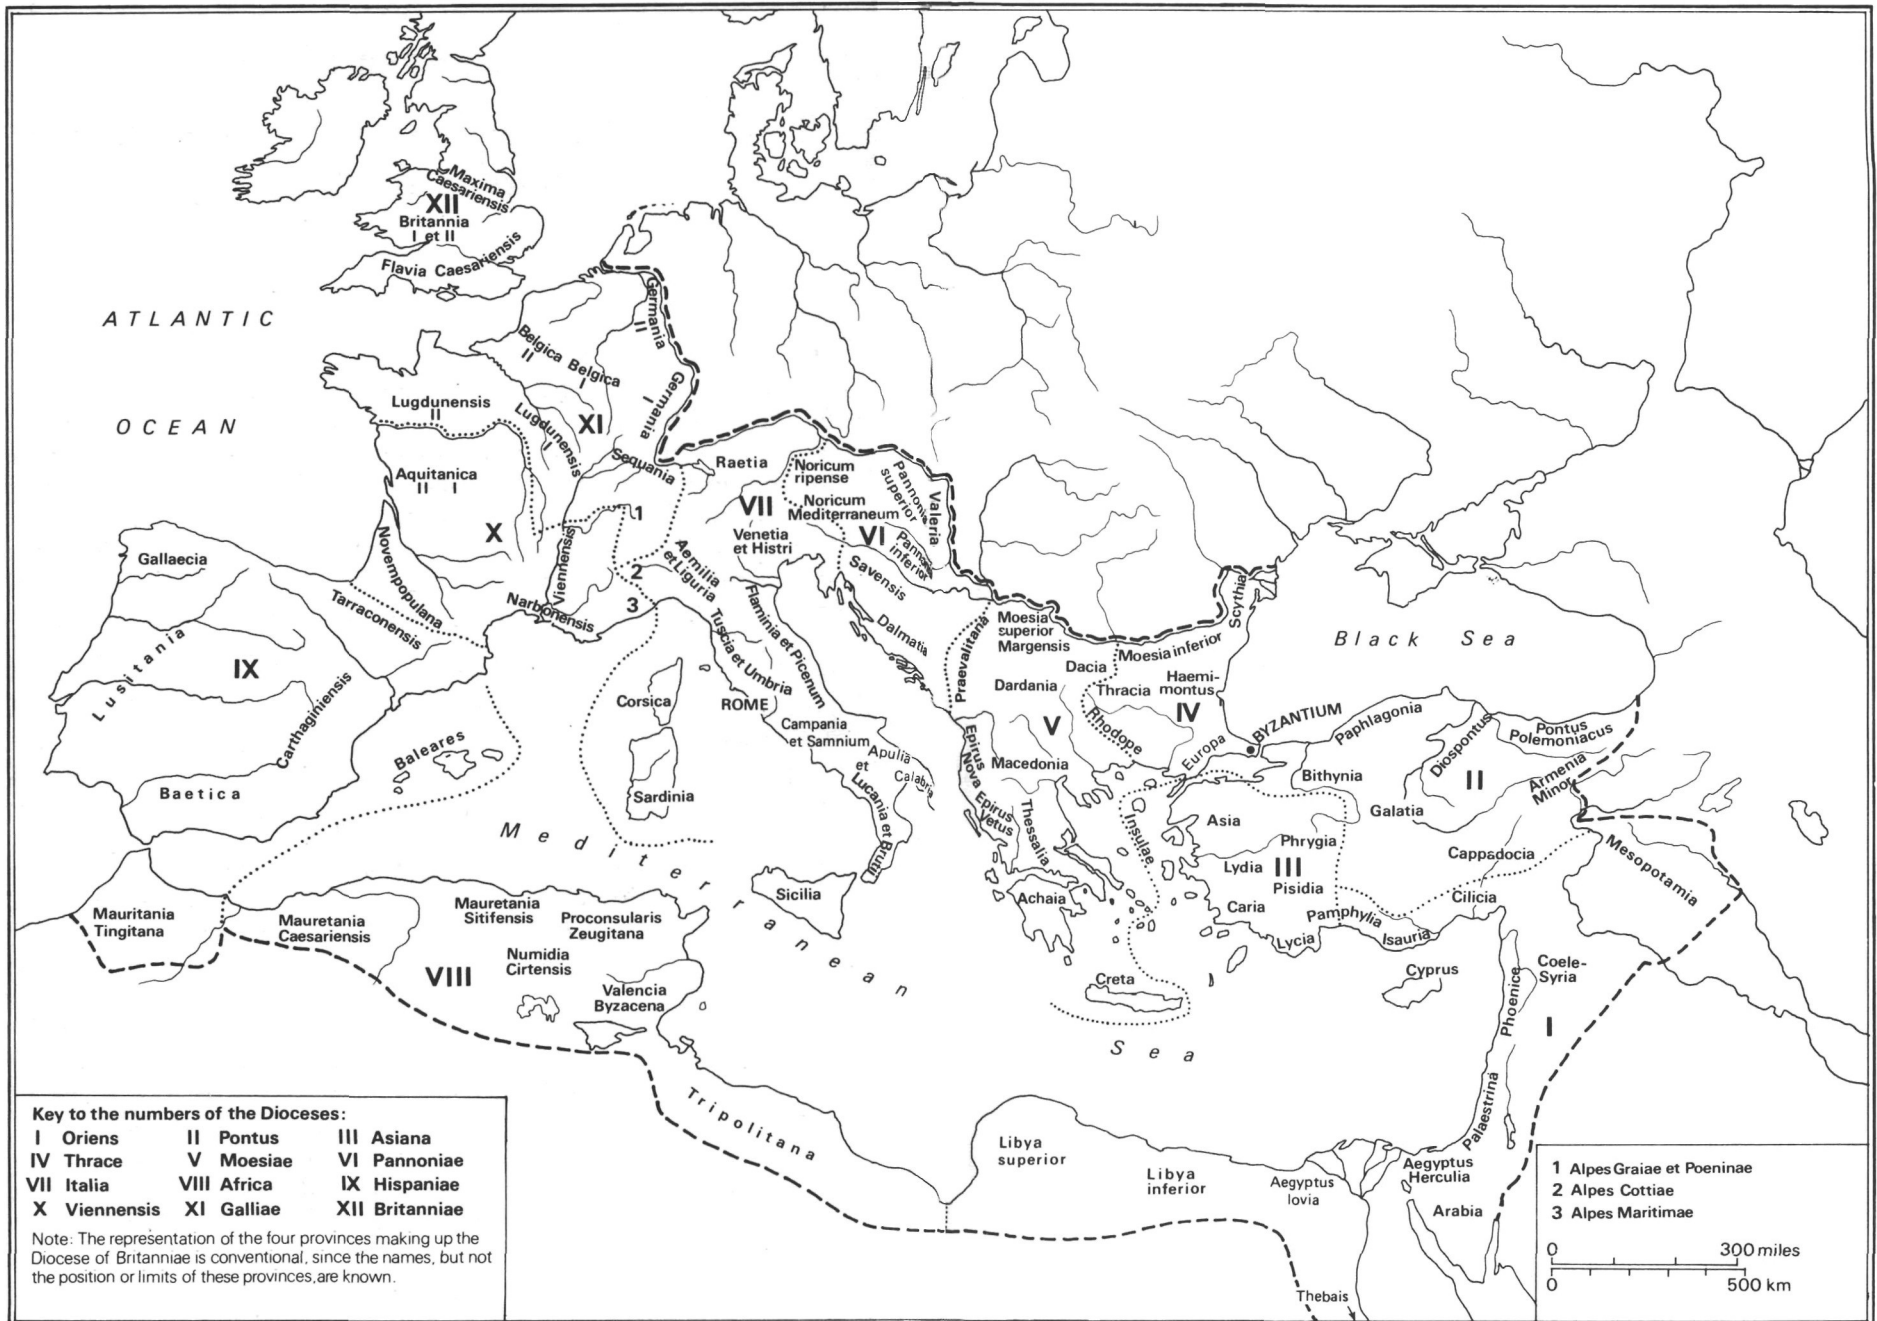 Maxima
Caesariensis
XII
Britannia
I et II
Flavia Caesariensis
ATLANTIC
OCEAN
Germania
II
Belgica
II
Belgica
I
Germania
I
Lugdunensis
II
Lugdunensis
I
XI
Sequania
Aquitanica
II I
X
Viennensis
Novempopulana
Narbonensis
1
2
3
Raetia
VII
Venetia
et Histri
Aemilia
et Liguria
Noricum
ripense
Noricum
Mediterraneum
VI
Pannonia
superior
Valeria
Pannonia
inferior
Savensis
Dalmatia
Gallaecia
Tarraconensis
Lusitania
IX
Carthaginiensis
Baetica
Baleares
Corsica
Sardinia
Tuscia et Umbria
Flaminia et Picenum
ROME
Campania
et Samnium
Apulia
et
Calabria
Lucania et Brutii
Sicilia
Praevalitana
Moesia
superior
Margensis
Dacia
Dardania
V
Macedonia
Epirus
Nova
Epirus
Vetus
Thessalia
Achaia
Creta
Insulae
Scythia
Moesia inferior
Thracia
Haemi-
montus
IV
Rhodope
Europa
BYZANTIUM
Black Sea
Paphlagonia
Bithynia
Diospontus
Pontus
Polemoniacus
II
Armenia
Minor
Galatia
Cappadocia
Asia
Phrygia
Lydia
III
Pisidia
Caria
Lycia
Pamphylia
Isauria
Cilicia
Mesopotamia
Cyprus
Coele-
Syria
Phoenice
I
Palaestrina
Mediterranean
Sea
Mauritania
Tingitana
Mauretania
Caesariensis
Mauretania
Sitifensis
Proconsularis
Zeugitana
Numidia
Cirtensis
VIII
Valencia
Byzacena
Tripolitana
Libya
superior
Libya
inferior
Aegyptus
Iovia
Aegyptus
Herculia
Arabia
Thebais
Key to the numbers of the Dioceses:
I Oriens II Pontus III Asiana
IV Thrace V Moesiae VI Pannoniae
VII Italia VIII Africa IX Hispaniae
X Viennensis XI Galliae XII Britanniae
Note: The representation of the four provinces making up the
Diocese of Britanniae is conventional, since the names, but not
the position or limits of these provinces, are known.
1 Alpes Graiae et Poeninae
2 Alpes Cottiae
3 Alpes Maritimae
0 300 miles
0 500 km